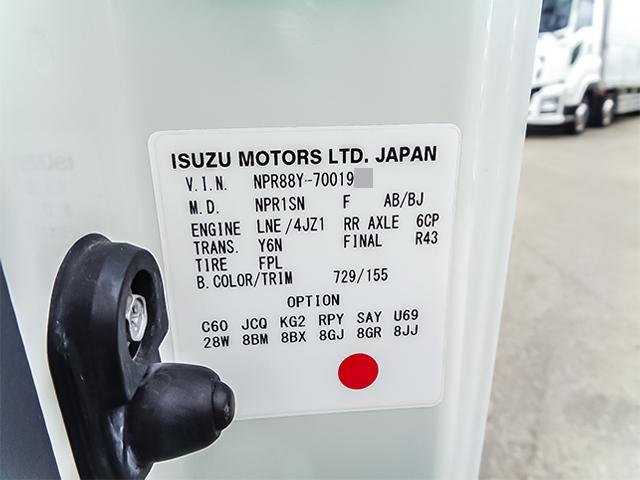 ISUZU MOTORS LTD. JAPAN
V.I.N. NPR88Y-70019
M.D. NPR1SN F AB/BJ
ENGINE LNE/4JZ1 RR AXLE 6CP
TRANS. Y6N FINAL R43
TIRE FPL
B.COLOR/TRIM 729/155
OPTION
C60 JCQ KG2 RPY SAY U69
28W 8BM 8BX 8GJ 8GR 8JJ